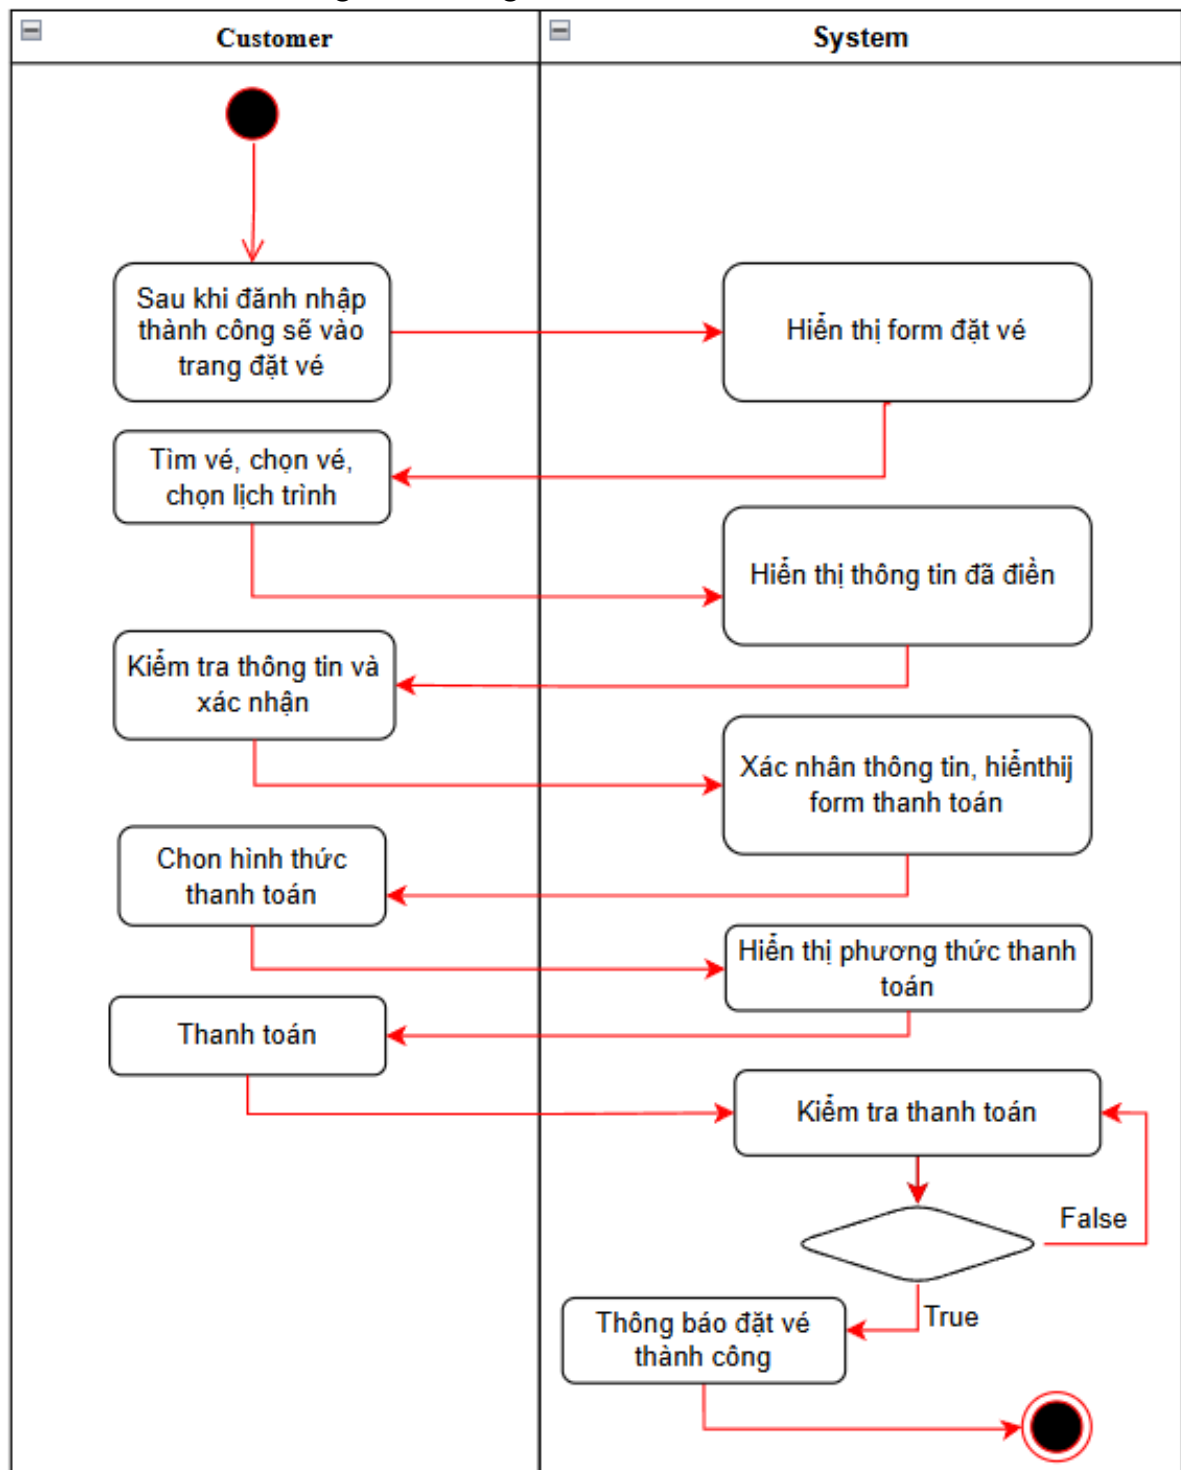 Customer
System
Sau khi đănh nhập
thành công sẽ vào
trang đặt vé
Hiển thị form đặt vé
Tìm vé, chọn vé,
chọn lịch trình
Hiển thị thông tin đã điền
Kiểm tra thông tin và
xác nhận
Xác nhân thông tin, hiểnthij
form thanh toán
Chon hình thức
thanh toán
Hiển thị phương thức thanh
toán
Thanh toán
Kiểm tra thanh toán
False
True
Thông báo đặt vé
thành công